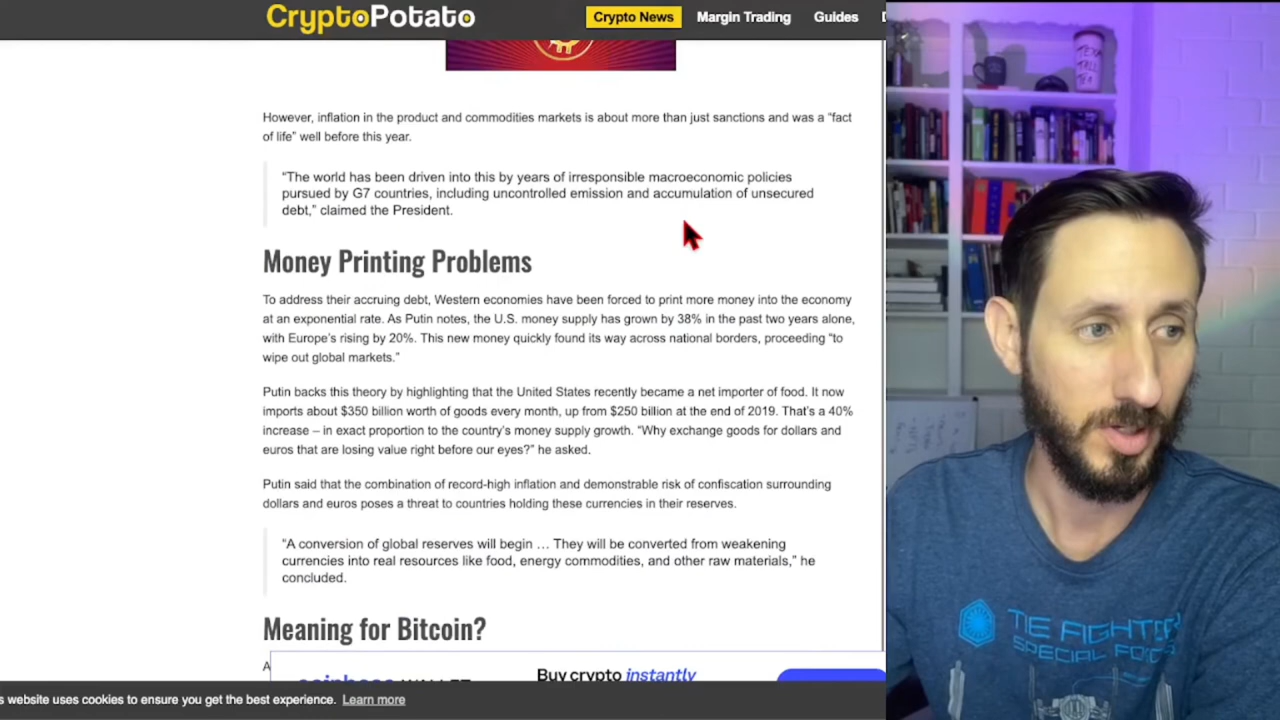 CryptoPotato
Crypto News
Margin Trading
Guides
However, inflation in the product and commodities markets is about more than just sanctions and was a “fact
of life” well before this year.
“The world has been driven into this by years of irresponsible macroeconomic policies
pursued by G7 countries, including uncontrolled emission and accumulation of unsecured
debt,” claimed the President.
Money Printing Problems
To address their accruing debt, Western economies have been forced to print more money into the economy
at an exponential rate. As Putin notes, the U.S. money supply has grown by 38% in the past two years alone,
with Europe’s rising by 20%. This new money quickly found its way across national borders, proceeding “to
wipe out global markets.”
Putin backs this theory by highlighting that the United States recently became a net importer of food. It now
imports about $350 billion worth of goods every month, up from $250 billion at the end of 2019. That’s a 40%
increase – in exact proportion to the country’s money supply growth. “Why exchange goods for dollars and
euros that are losing value right before our eyes?” he asked.
Putin said that the combination of record-high inflation and demonstrable risk of confiscation surrounding
dollars and euros poses a threat to countries holding these currencies in their reserves.
“A conversion of global reserves will begin … They will be converted from weakening
currencies into real resources like food, energy commodities, and other raw materials,” he
concluded.
Meaning for Bitcoin?
A
coinbase WALLET
Buy crypto instantly
s website uses cookies to ensure you get the best experience. Learn more
TEXA
TALL
TEA
TIE FIGHTER
SPECIAL FORC